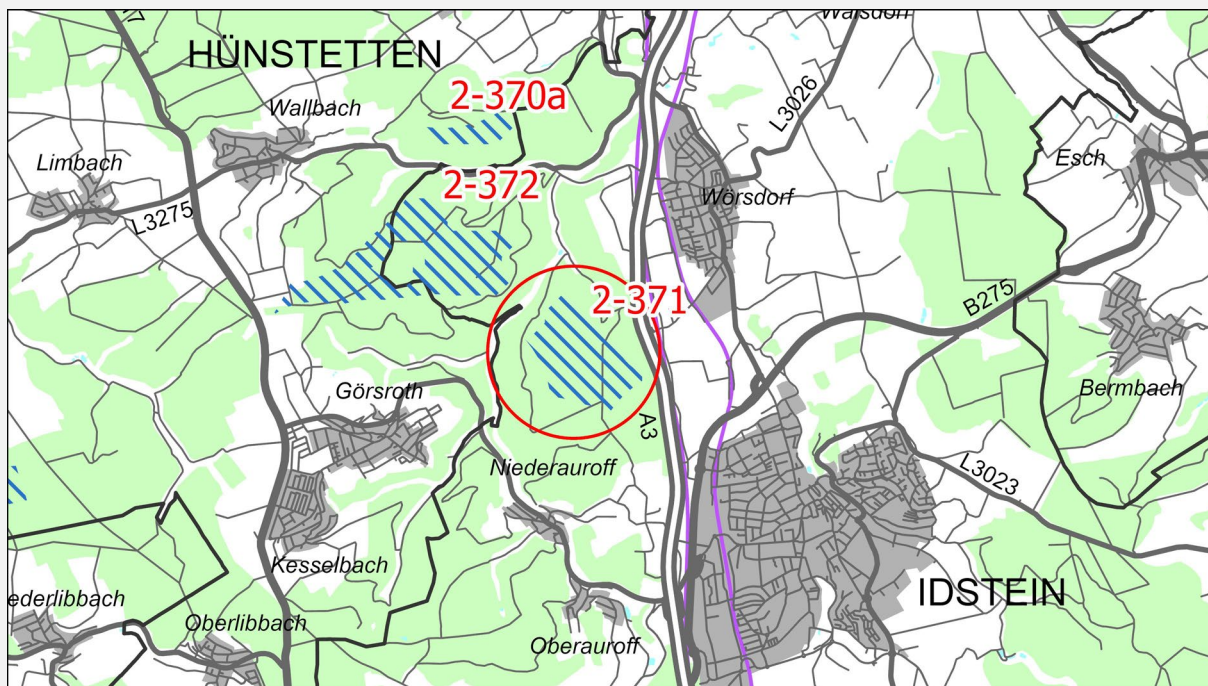 Walsdorf
HÜNSTETTEN
2-370a
Wallbach
L3026
Limbach
Esch
2-372
Wörsdorf
L3275
2-371
B275
Görsroth
Bermbach
A3
Niederauroff
L3023
Kesselbach
IDSTEIN
ederlibbach
Oberlibbach
Oberauroff